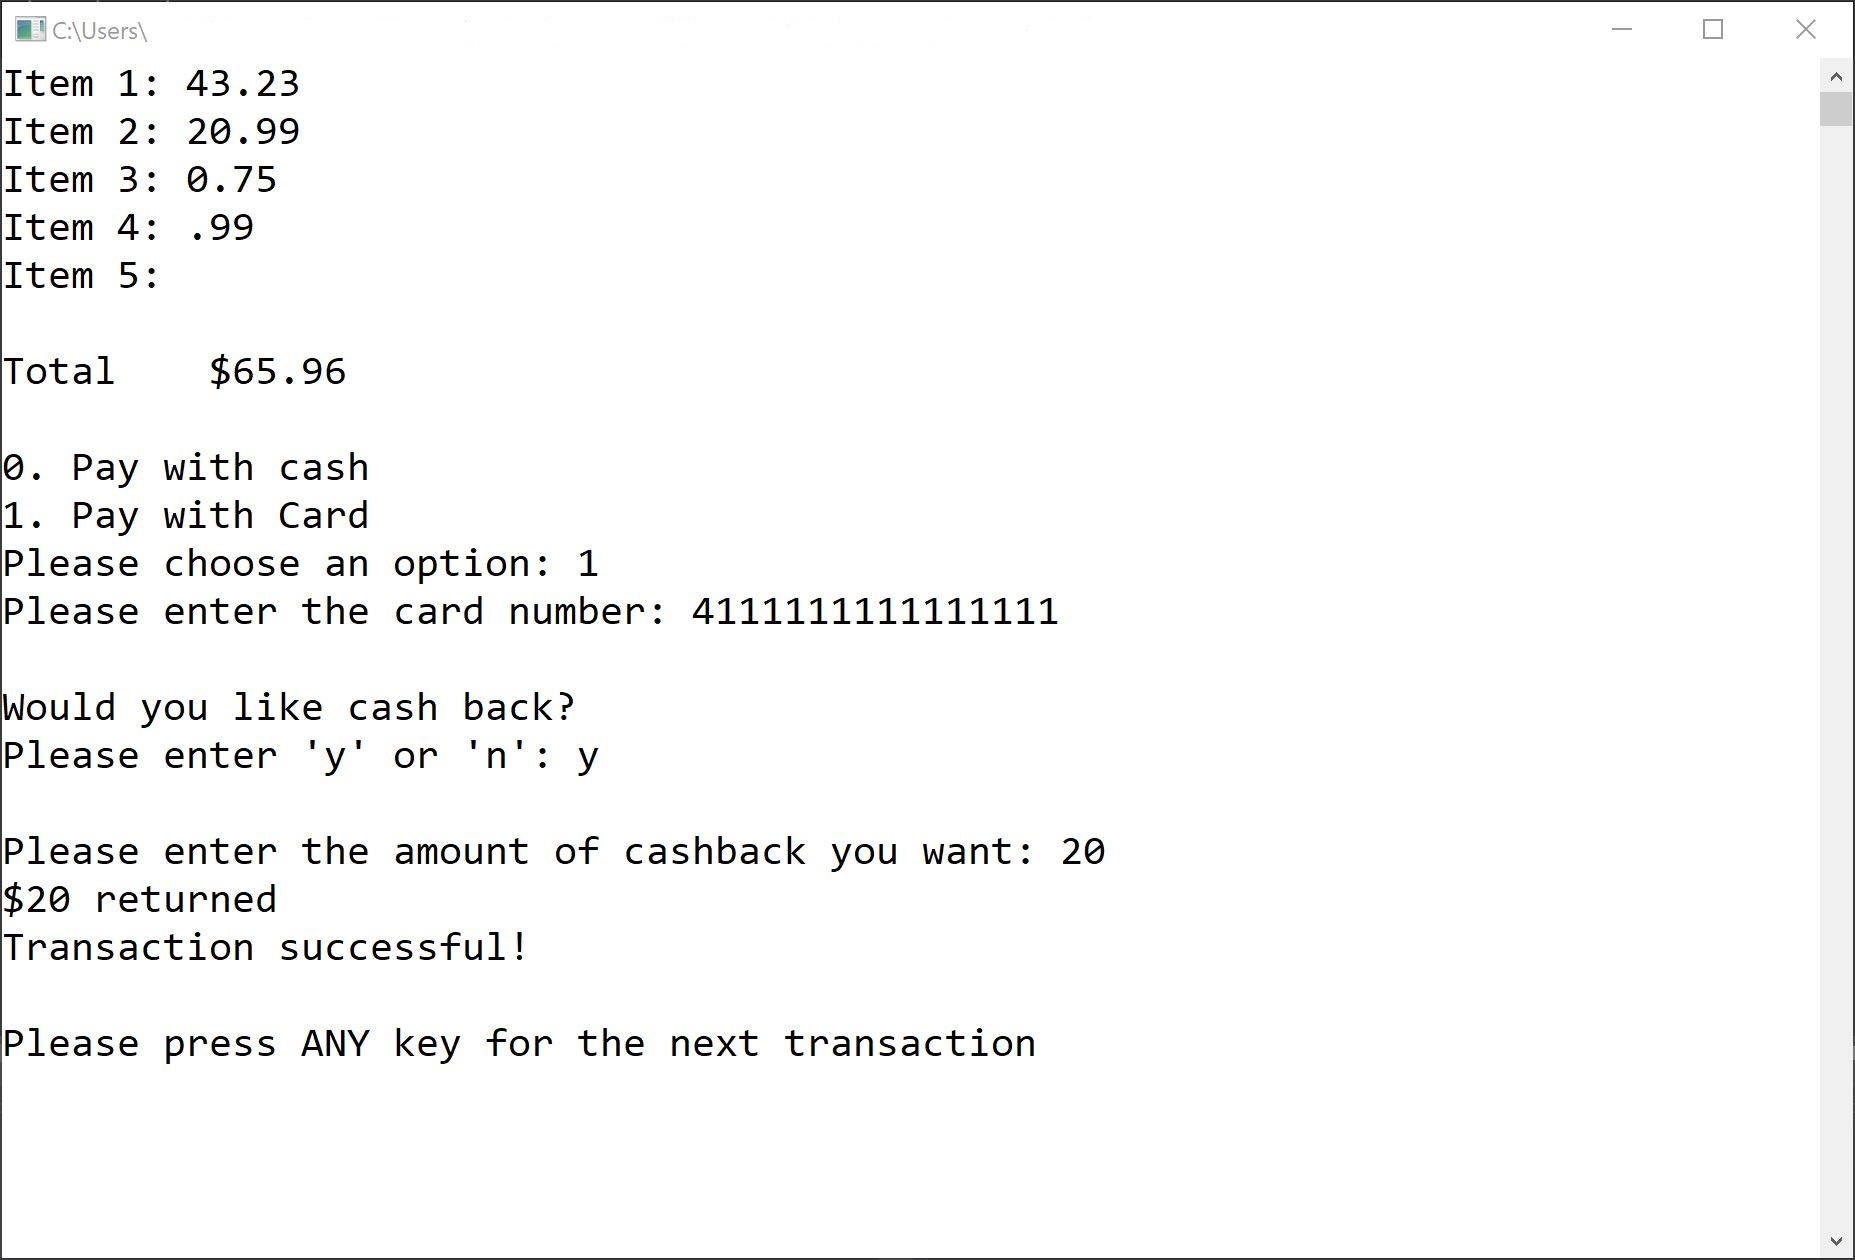 C:\Users\
Item 1: 43.23
Item 2: 20.99
Item 3: 0.75
Item 4: .99
Item 5:
Total    $65.96
0. Pay with cash
1. Pay with Card
Please choose an option: 1
Please enter the card number: 4111111111111111
Would you like cash back?
Please enter 'y' or 'n': y
Please enter the amount of cashback you want: 20
$20 returned
Transaction successful!
Please press ANY key for the next transaction